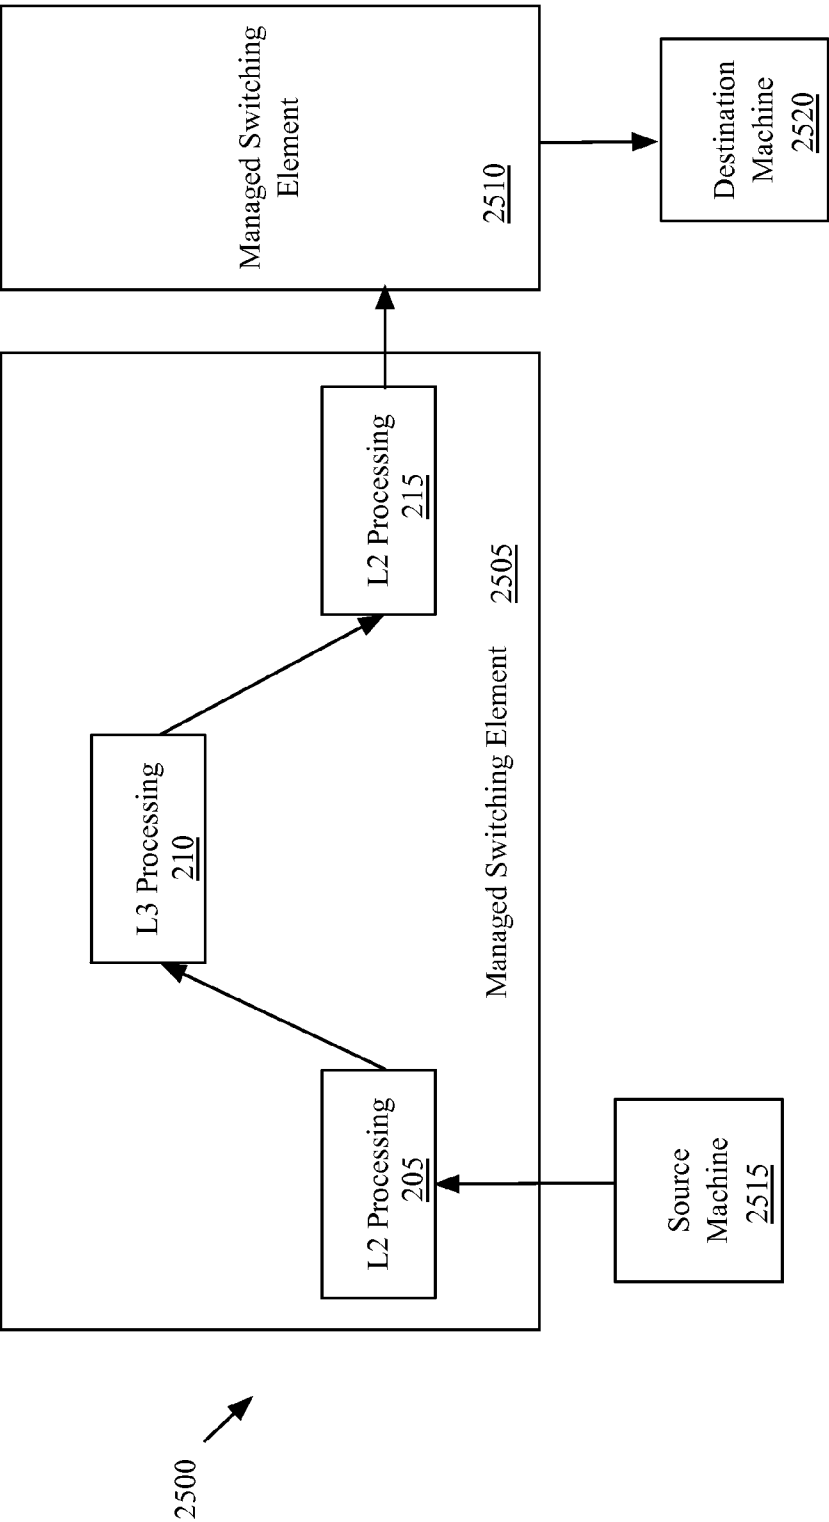 2500
L2 Processing
205
L3 Processing
210
L2 Processing
215
Managed Switching Element
2505
Managed Switching
Element
2510
Source
Machine
2515
Destination
Machine
2520